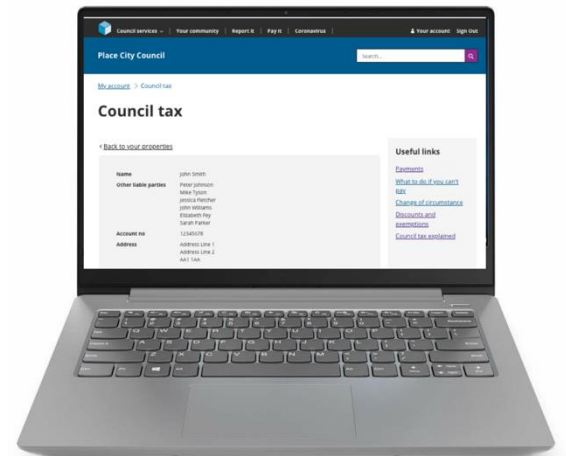 Council services Your community Report it Pay it Coronavirus Your account Sign Out
Place City Council
Search...
My account > Council tax
Council tax
< Back to your properties
Name John Smith
Other liable parties Peter Johnson
Mike Tyson
Jessica Fletcher
John Williams
Elizabeth Fey
Sarah Parker
Account no 12345678
Address Address Line 1
Address Line 2
AA1 1AA
Useful links
Payments
What to do if you can't
pay
Change of circumstance
Discounts and
exemptions
Council tax explained